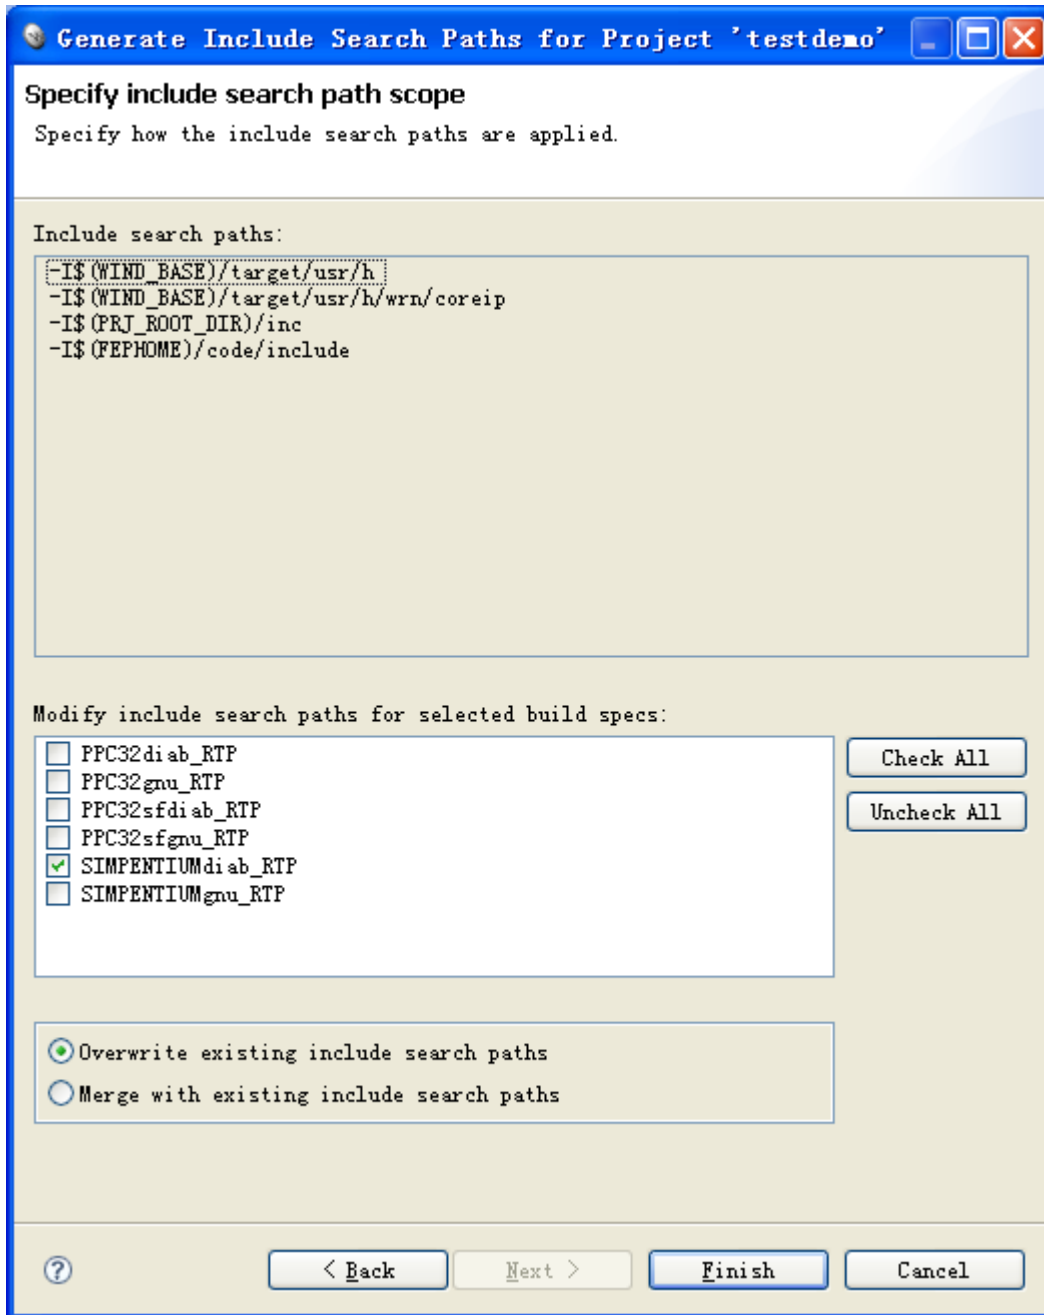 Generate Include Search Paths for Project 'testdemo'
Specify include search path scope
Specify how the include search paths are applied.
Include search paths:
-I$(WIND_BASE)/target/usr/h
-I$(WIND_BASE)/target/usr/h/wrn/coreip
-I$(PRJ_ROOT_DIR)/inc
-I$(FEPHOME)/code/include
Modify include search paths for selected build specs:
PPC32diab_RTP
PPC32gnu_RTP
PPC32sfdiab_RTP
PPC32sfgnu_RTP
SIMPENTIUMdiab_RTP
SIMPENTIUMgnu_RTP
Check All
Uncheck All
Overwrite existing include search paths
Merge with existing include search paths
?
< Back
Next >
Finish
Cancel